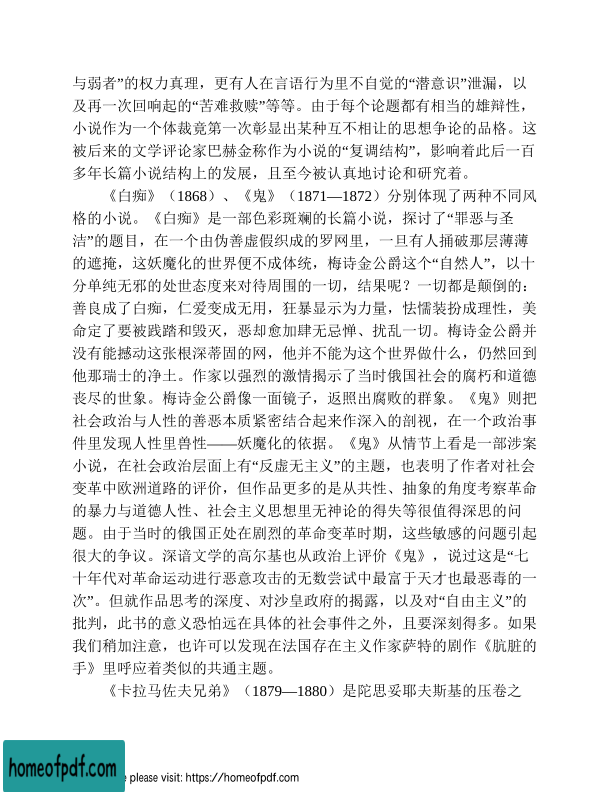 与弱者”的权力真理，更有人在言语行为里不自觉的“潜意识”泄漏，以
及再一次回响起的“苦难救赎”等等。由于每个论题都有相当的雄辩性，
小说作为一个体裁竟第一次彰显出某种互不相让的思想争论的品格。这
被后来的文学评论家巴赫金称作为小说的“复调结构”，影响着此后一百
多年长篇小说结构上的发展，且至今被认真地讨论和研究着。
《白痴》（1868）、《鬼》（1871—1872）分别体现了两种不同风
格的小说。《白痴》是一部色彩斑斓的长篇小说，探讨了“罪恶与圣
洁”的题目，在一个由伪善虚假织成的罗网里，一旦有人捅破那层薄薄
的遮掩，这妖魔化的世界便不成体统，梅诗金公爵这个“自然人”，以十
分单纯无邪的处世态度来对待周围的一切，结果呢？一切都是颠倒的：
善良成了白痴，仁爱变成无用，狂暴显示为力量，怯懦装扮成理性，美
命定了要被践踏和毁灭，恶却愈加肆无忌惮、扰乱一切。梅诗金公爵并
没有能撼动这张根深蒂固的网，他并不能为这个世界做什么，仍然回到
他那瑞士的净土。作家以强烈的激情揭示了当时俄国社会的腐朽和道德
丧尽的世象。梅诗金公爵像一面镜子，返照出腐败的群象。《鬼》则把
社会政治与人性的善恶本质紧密结合起来作深入的剖视，在一个政治事
件里发现人性里兽性——妖魔化的依据。《鬼》从情节上看是一部涉案
小说，在社会政治层面上有“反虚无主义”的主题，也表明了作者对社会
变革中欧洲道路的评价，但作品更多的是从共性、抽象的角度考察革命
的暴力与道德人性、社会主义思想里无神论的得失等很值得深思的问
题。由于当时的俄国正处在剧烈的革命变革时期，这些敏感的问题引起
很大的争议。深谙文学的高尔基也从政治上评价《鬼》，说过这是“七
十年代对革命运动进行恶意攻击的无数尝试中最富于天才也最恶毒的一
次”。但就作品思考的深度、对沙皇政府的揭露，以及对“自由主义”的
批判，此书的意义恐怕远在具体的社会事件之外，且要深刻得多。如果
我们稍加注意，也许可以发现在法国存在主义作家萨特的剧作《肮脏的
手》里呼应着类似的共通主题。
《卡拉马佐夫兄弟》（1879—1880）是陀思妥耶夫斯基的压卷之
homeofpdf.com
please visit: https://homeofpdf.com